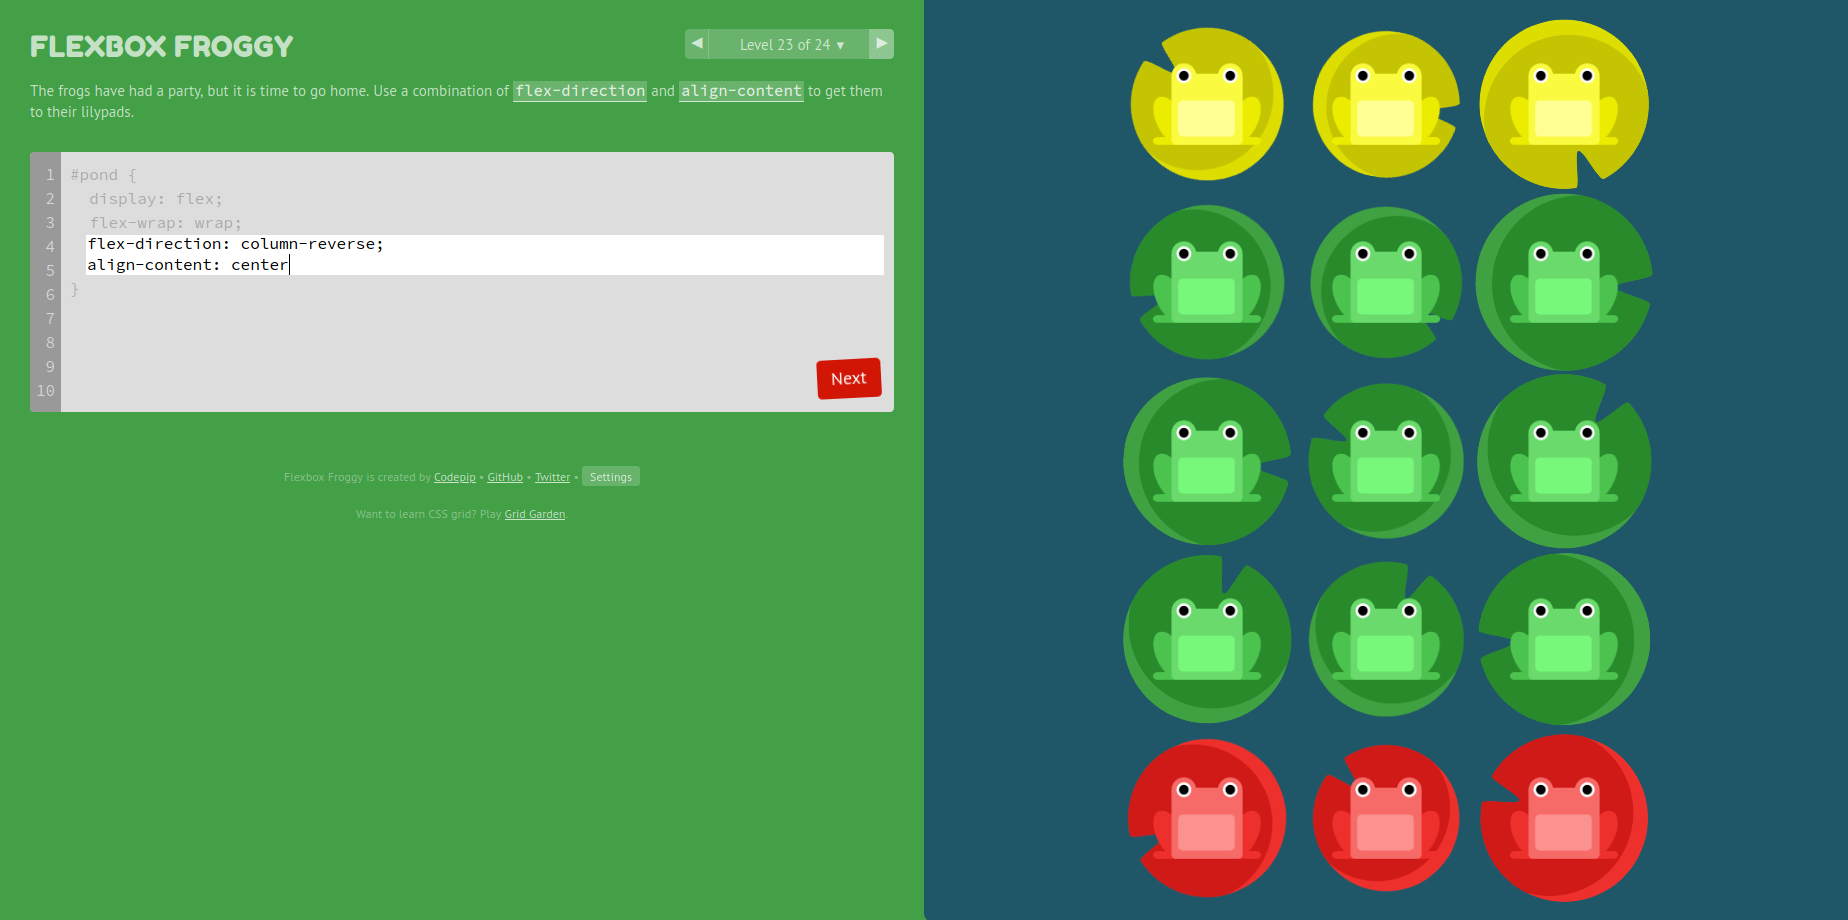 FLEXBOX FROGGY
◀ Level 23 of 24 ▾ ▶
The frogs have had a party, but it is time to go home. Use a combination of flex-direction and align-content to get them
to their lilypads.
1 #pond {
2 display: flex;
3 flex-wrap: wrap;
4 flex-direction: column-reverse;
5 align-content: center
6 }
7
8
9
10
Next
Flexbox Froggy is created by Codepip • GitHub • Twitter • Settings
Want to learn CSS grid? Play Grid Garden.